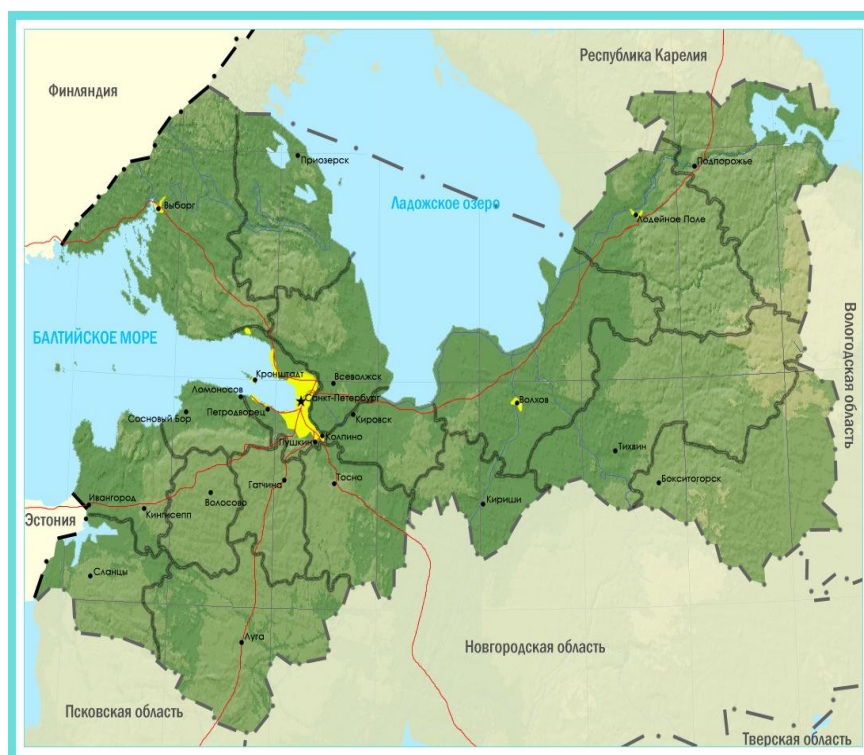 Республика Карелия
Финляндия
Приозерск
Подпорожье
Выборг
Ладожское озеро
Лодейное Поле
Вологодская область
БАЛТИЙСКОЕ МОРЕ
Кронштадт
Всеволжск
Ломоносов
Санкт-Петербург
Волхов
Петродворец
Сосновый Бор
Кировск
Колпино
Пушкин
Тихвин
Гатчина
Тосно
Бокситогорск
Волосово
Ивангород
Кириши
Кингисепп
Эстония
Сланцы
Луга
Новгородская область
Псковская область
Тверская область